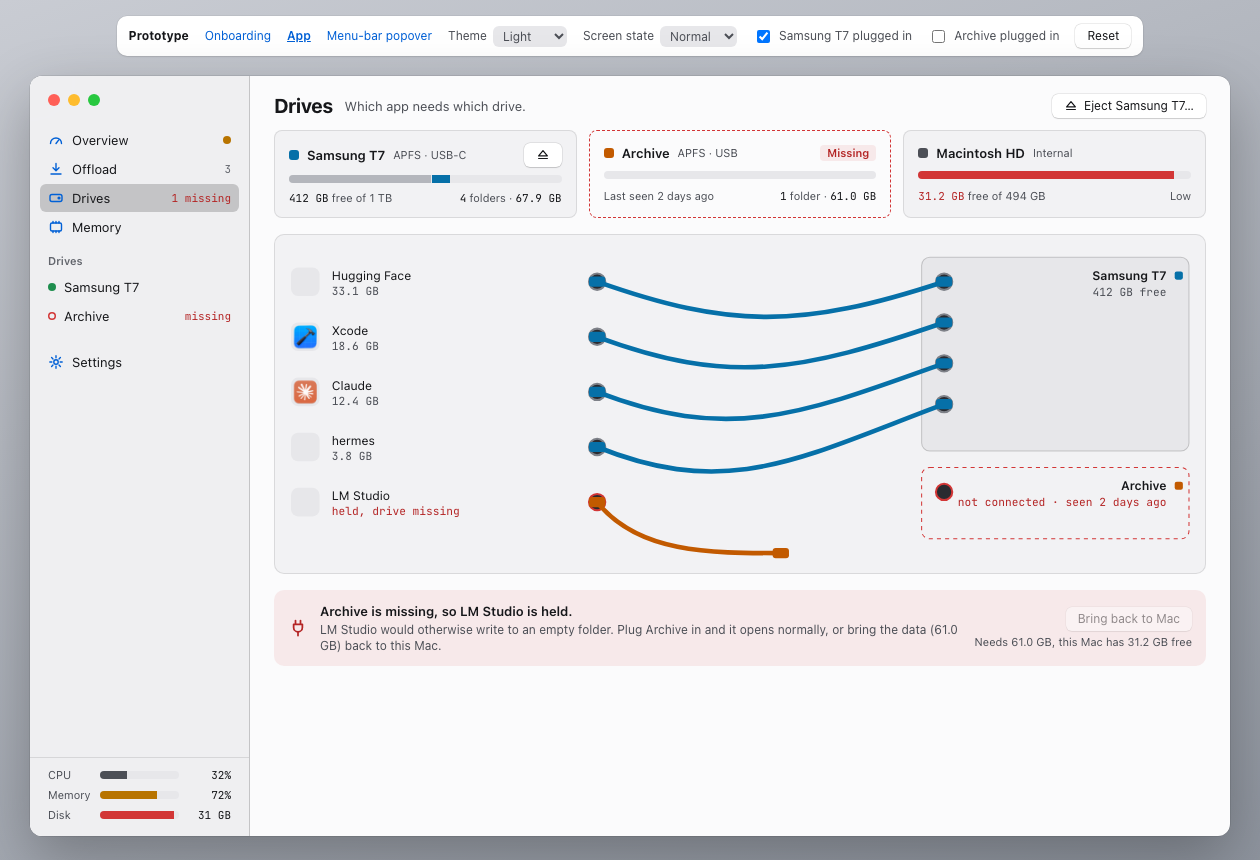 Prototype Onboarding App Menu-bar popover Theme Light Screen state Normal Samsung T7 plugged in Archive plugged in Reset
Overview
Offload 3
Drives 1 missing
Memory
Drives
Samsung T7
Archive missing
Settings
CPU 32%
Memory 72%
Disk 31 GB
Drives Which app needs which drive. Eject Samsung T7…
Samsung T7 APFS · USB-C
412 GB free of 1 TB 4 folders · 67.9 GB
Archive APFS · USB Missing
Last seen 2 days ago 1 folder · 61.0 GB
Macintosh HD Internal
31.2 GB free of 494 GB Low
Hugging Face
33.1 GB
Xcode
18.6 GB
Claude
12.4 GB
hermes
3.8 GB
LM Studio
held, drive missing
Samsung T7
412 GB free
Archive
not connected · seen 2 days ago
Archive is missing, so LM Studio is held.
LM Studio would otherwise write to an empty folder. Plug Archive in and it opens normally, or bring the data (61.0
GB) back to this Mac.
Bring back to Mac
Needs 61.0 GB, this Mac has 31.2 GB free